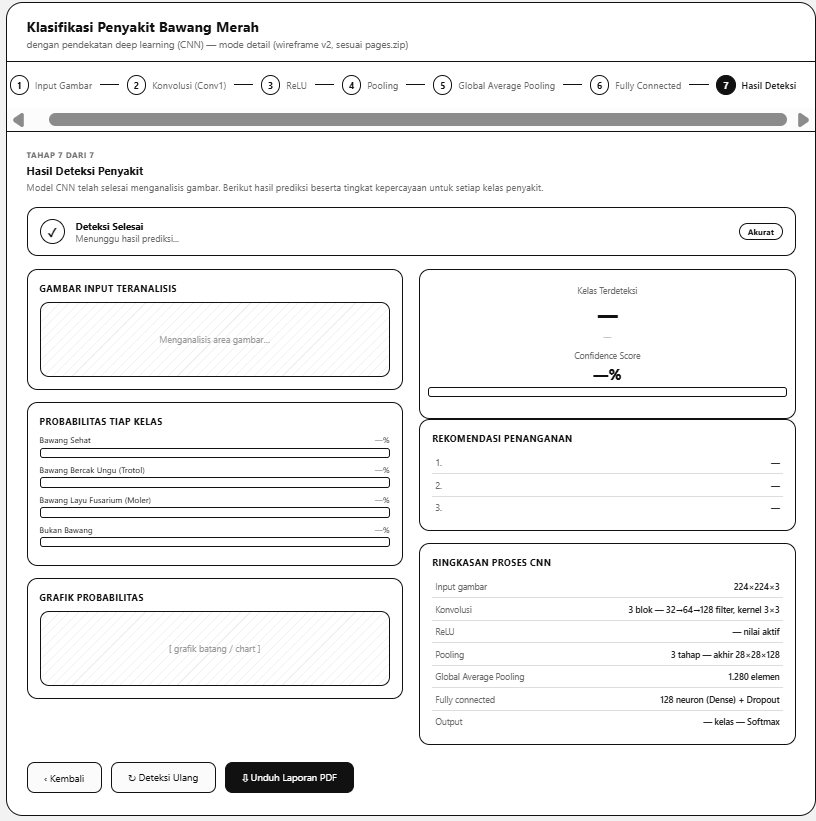 Klasifikasi Penyakit Bawang Merah
dengan pendekatan deep learning (CNN) — mode detail (wireframe v2, sesuai pages.zip)
1 Input Gambar — 2 Konvolusi (Conv1) — 3 ReLU — 4 Pooling — 5 Global Average Pooling — 6 Fully Connected — 7 Hasil Deteksi
TAHAP 7 DARI 7
Hasil Deteksi Penyakit
Model CNN telah selesai menganalisis gambar. Berikut hasil prediksi beserta tingkat kepercayaan untuk setiap kelas penyakit.
✓ Deteksi Selesai
Menunggu hasil prediksi...
Akurat
GAMBAR INPUT TERANALISIS
Menganalisis area gambar...
PROBABILITAS TIAP KELAS
Bawang Sehat —%
Bawang Bercak Ungu (Trotol) —%
Bawang Layu Fusarium (Moler) —%
Bukan Bawang —%
GRAFIK PROBABILITAS
[ grafik batang / chart ]
Kelas Terdeteksi
—
—
Confidence Score
—%
REKOMENDASI PENANGANAN
1. —
2. —
3. —
RINGKASAN PROSES CNN
Input gambar 224×224×3
Konvolusi 3 blok — 32→64→128 filter, kernel 3×3
ReLU — nilai aktif
Pooling 3 tahap — akhir 28×28×128
Global Average Pooling 1.280 elemen
Fully connected 128 neuron (Dense) + Dropout
Output — kelas — Softmax
‹ Kembali
↻ Deteksi Ulang
⇩ Unduh Laporan PDF